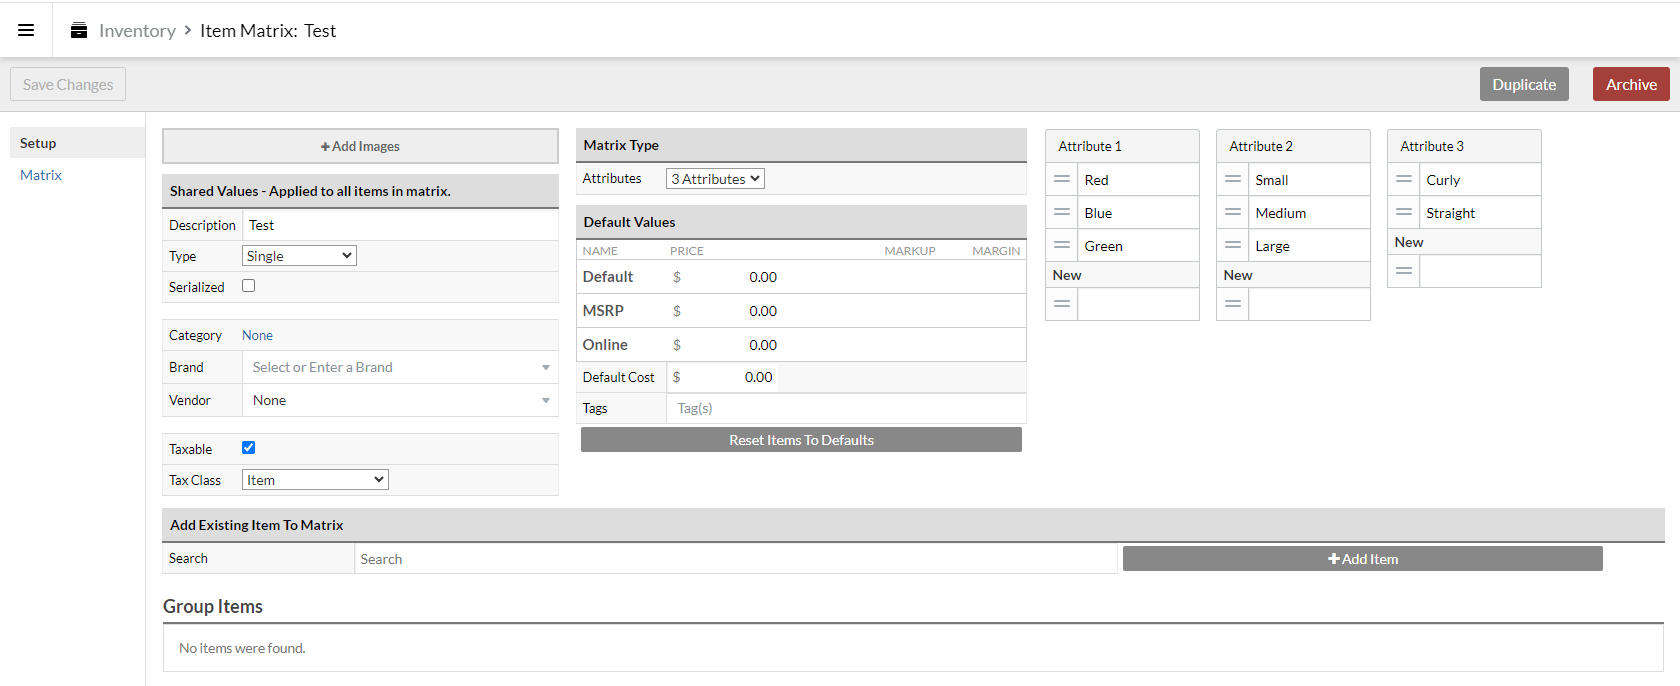 Inventory > Item Matrix: Test
Save Changes
Duplicate
Archive
Setup
Matrix
+ Add Images
Shared Values - Applied to all items in matrix.
Description Test
Type Single
Serialized
Category None
Brand Select or Enter a Brand
Vendor None
Taxable
Tax Class Item
Matrix Type
Attributes 3 Attributes
Default Values
NAME PRICE MARKUP MARGIN
Default $ 0.00
MSRP $ 0.00
Online $ 0.00
Default Cost $ 0.00
Tags Tag(s)
Reset Items To Defaults
Attribute 1
Red
Blue
Green
New
Attribute 2
Small
Medium
Large
New
Attribute 3
Curly
Straight
New
Add Existing Item To Matrix
Search Search
+ Add Item
Group Items
No items were found.